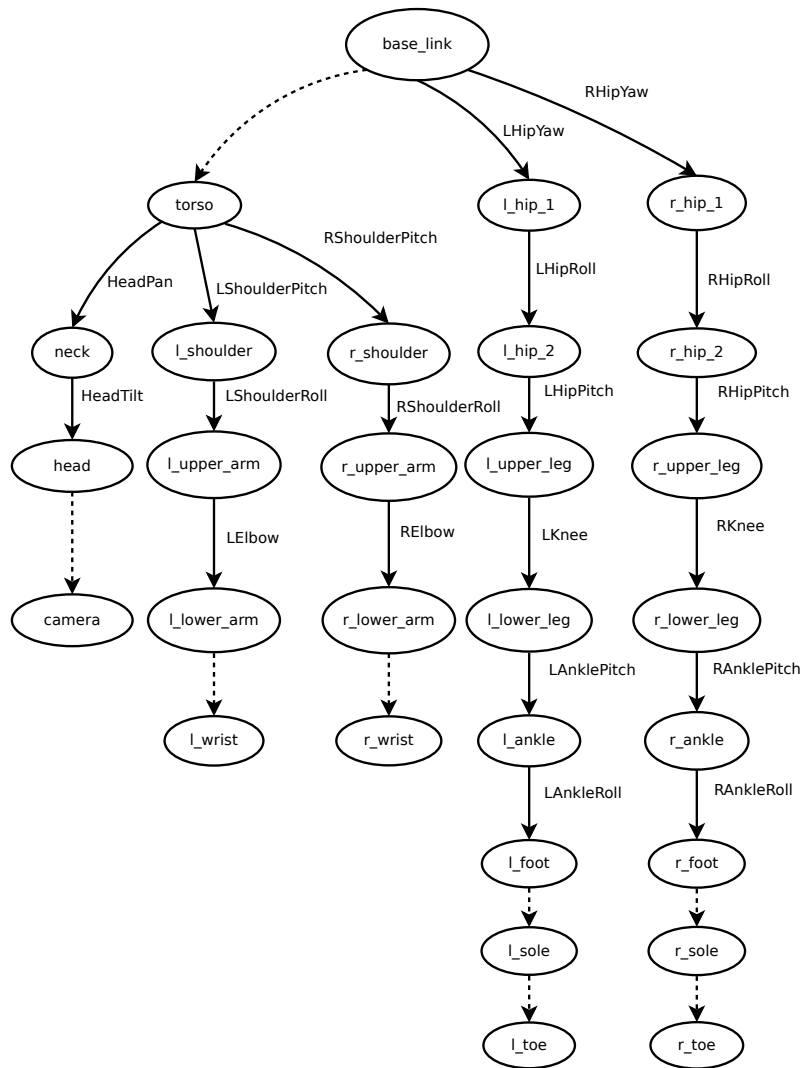 base_link
RHipYaw
LHipYaw
torso
l_hip_1
r_hip_1
RShoulderPitch
HeadPan
LShoulderPitch
LHipRoll
RHipRoll
neck
l_shoulder
r_shoulder
l_hip_2
r_hip_2
HeadTilt
LShoulderRoll
RShoulderRoll
LHipPitch
RHipPitch
head
l_upper_arm
r_upper_arm
l_upper_leg
r_upper_leg
LElbow
RElbow
LKnee
RKnee
camera
l_lower_arm
r_lower_arm
l_lower_leg
r_lower_leg
LAnklePitch
RAnklePitch
l_wrist
r_wrist
l_ankle
r_ankle
LAnkleRoll
RAnkleRoll
l_foot
r_foot
l_sole
r_sole
l_toe
r_toe